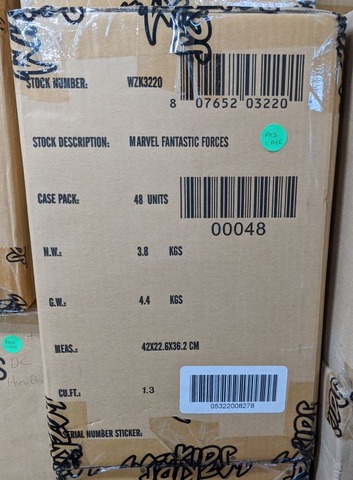 STOCK NUMBER: WZK3220
8 07652 03220
STOCK DESCRIPTION: MARVEL FANTASTIC FORCES
CASE PACK: 48 UNITS
00048
N.W.: 3.8 KGS
G.W.: 4.4 KGS
MEAS.: 42X22.6X36.2 CM
CU.FT.: 1.3
05322008278
SERIAL NUMBER STICKER:
KIDS